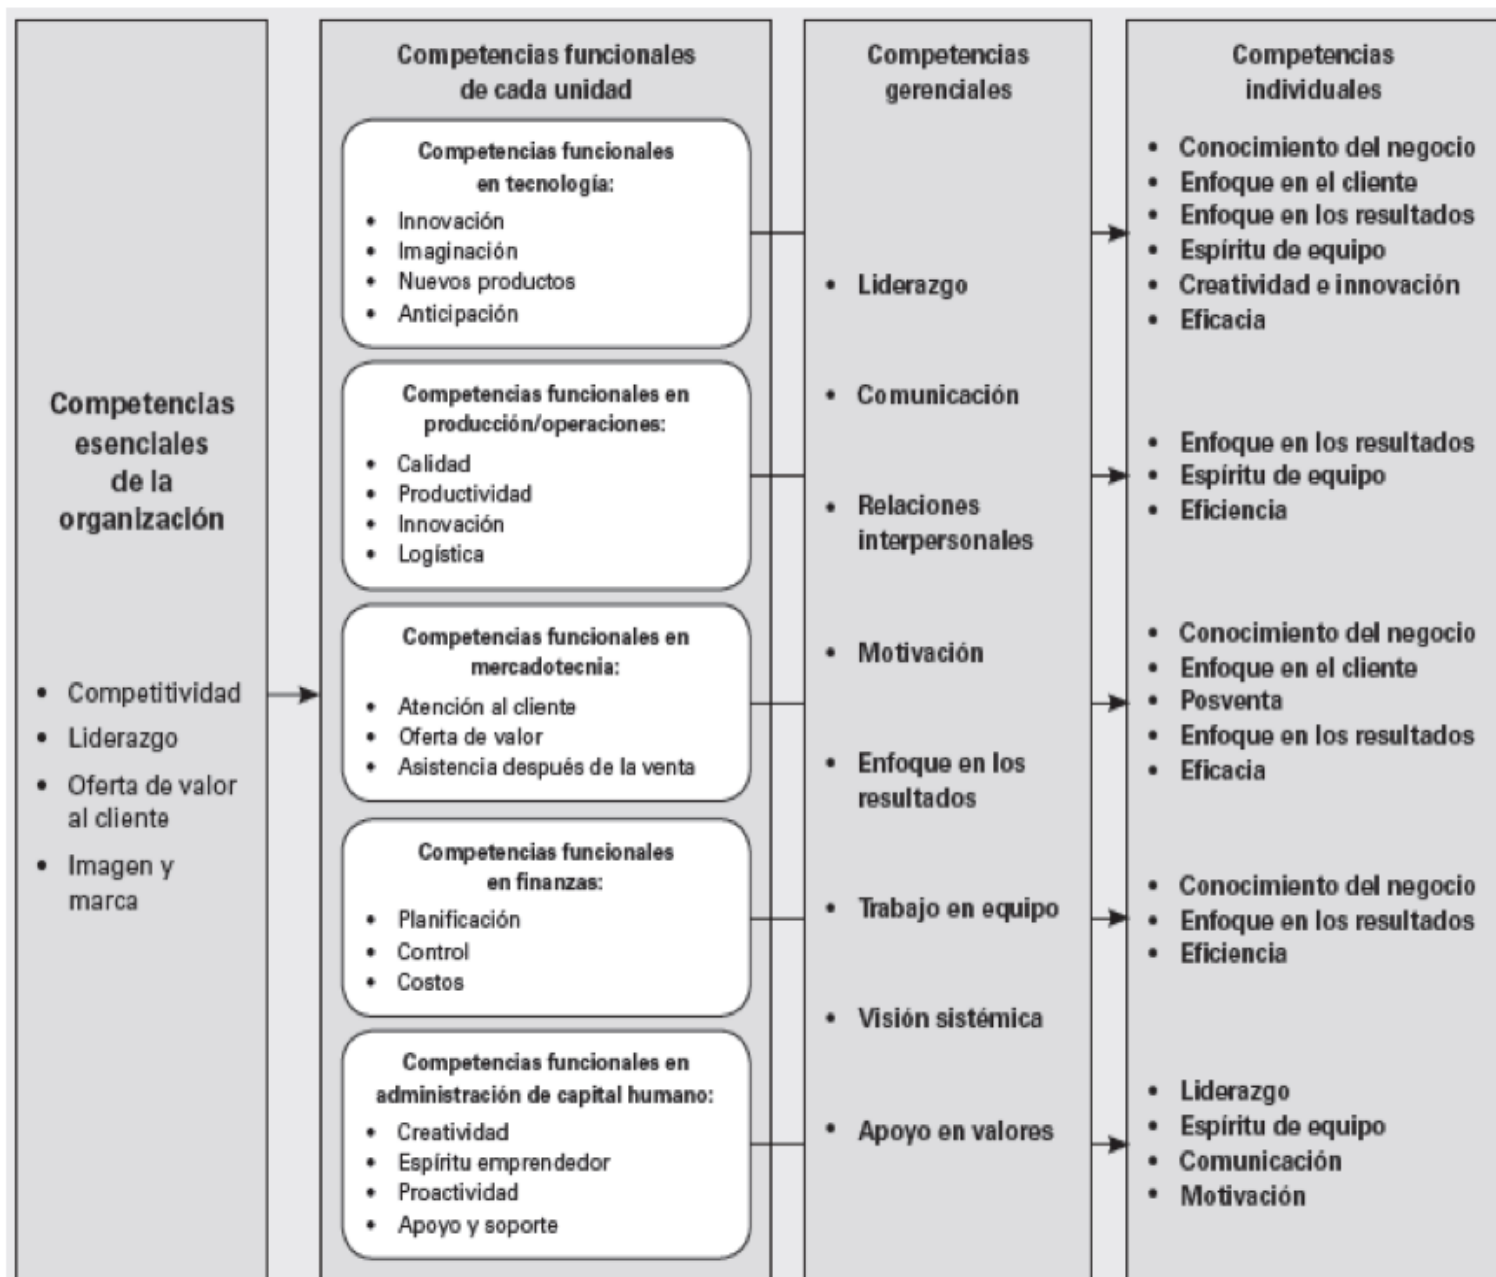 Competencias
esenciales
de la
organización
• Competitividad
• Liderazgo
• Oferta de valor
al cliente
• Imagen y
marca
Competencias funcionales
de cada unidad
Competencias funcionales
en tecnología:
• Innovación
• Imaginación
• Nuevos productos
• Anticipación
Competencias funcionales en
producción/operaciones:
• Calidad
• Productividad
• Innovación
• Logística
Competencias funcionales en
mercadotecnia:
• Atención al cliente
• Oferta de valor
• Asistencia después de la venta
Competencias funcionales
en finanzas:
• Planificación
• Control
• Costos
Competencias funcionales en
administración de capital humano:
• Creatividad
• Espíritu emprendedor
• Proactividad
• Apoyo y soporte
Competencias
gerenciales
• Liderazgo
• Comunicación
• Relaciones
interpersonales
• Motivación
• Enfoque en los
resultados
• Trabajo en equipo
• Visión sistémica
• Apoyo en valores
Competencias
individuales
• Conocimiento del negocio
• Enfoque en el cliente
• Enfoque en los resultados
• Espíritu de equipo
• Creatividad e innovación
• Eficacia
• Enfoque en los resultados
• Espíritu de equipo
• Eficiencia
• Conocimiento del negocio
• Enfoque en el cliente
• Posventa
• Enfoque en los resultados
• Eficacia
• Conocimiento del negocio
• Enfoque en los resultados
• Eficiencia
• Liderazgo
• Espíritu de equipo
• Comunicación
• Motivación